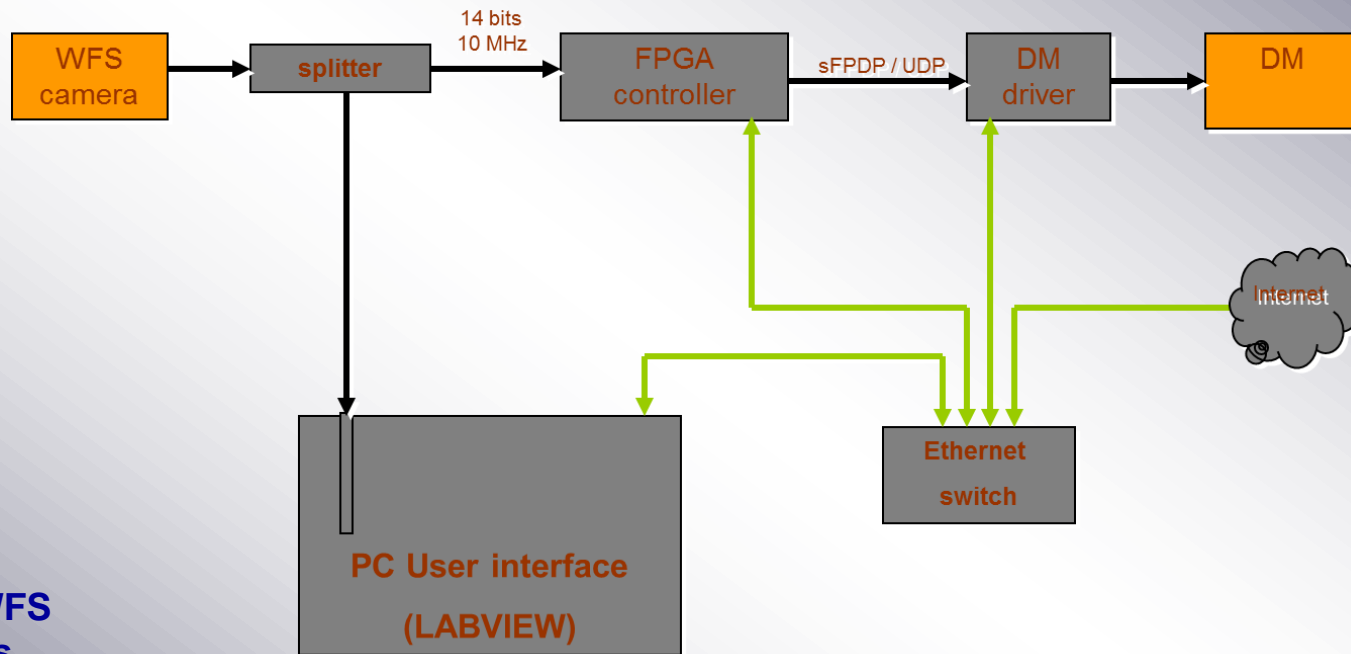 14 bits
10 MHz
WFS
camera
splitter
FPGA
controller
sFPDP / UDP
DM
driver
DM
Internet
Ethernet
switch
PC User interface
(LABVIEW)